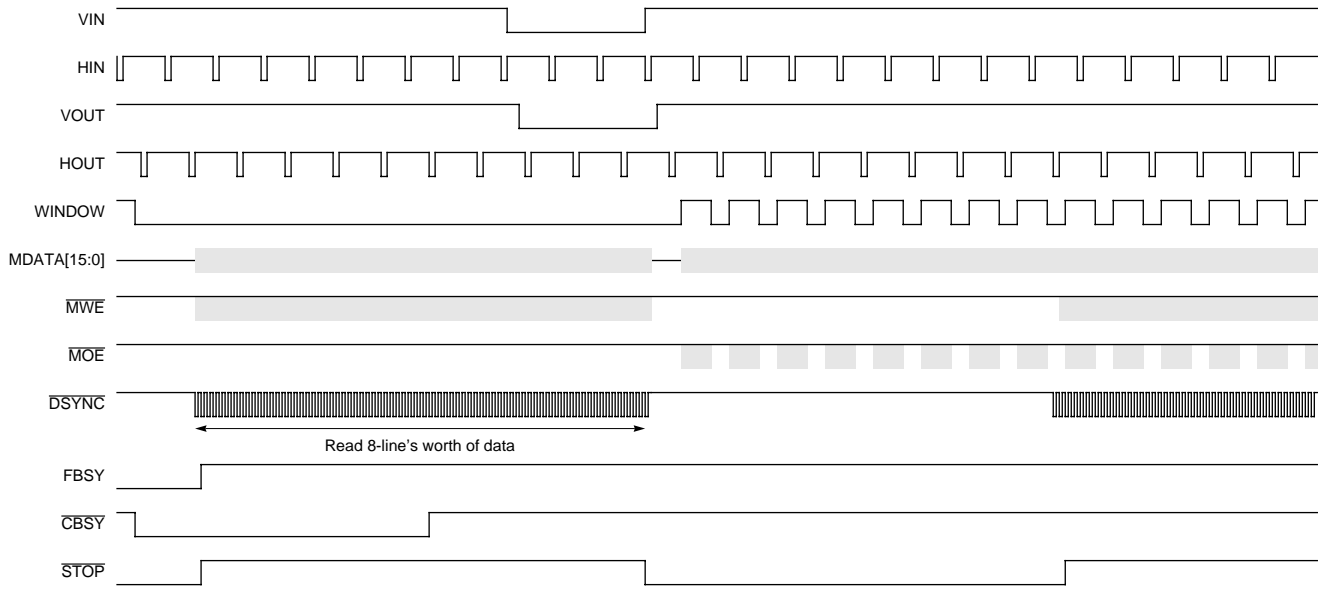 VIN
HIN
VOUT
HOUT
WINDOW
MDATA[15:0]
MWE
MOE
DSYNC
Read 8-line's worth of data
FBSY
CBSY
STOP